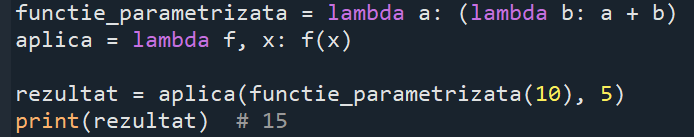 functie_parametrizata = lambda a: (lambda b: a + b)
aplica = lambda f, x: f(x)
rezultat = aplica(functie_parametrizata(10), 5)
print(rezultat)  # 15